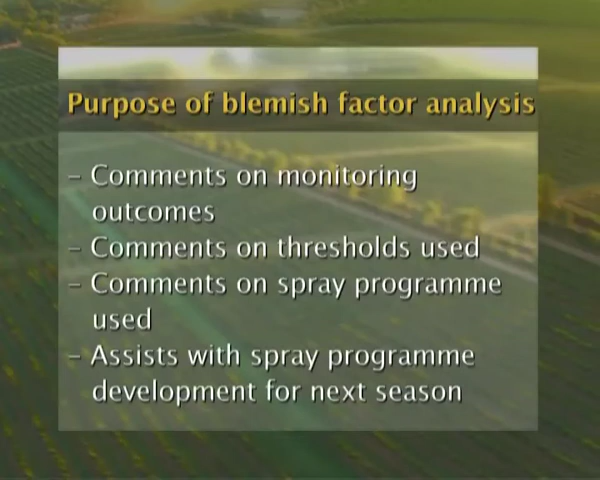 Purpose of blemish factor analysis
– Comments on monitoring
outcomes
– Comments on thresholds used
– Comments on spray programme
used
– Assists with spray programme
development for next season